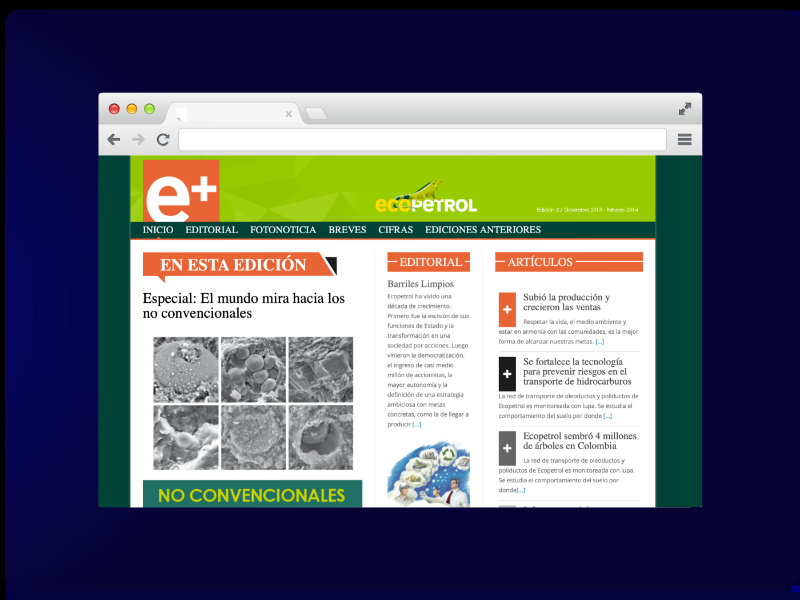 e+
ecopetrol
Edición 2 / Diciembre 2013 - Febrero 2014
INICIO EDITORIAL FOTONOTICIA BREVES CIFRAS EDICIONES ANTERIORES
EN ESTA EDICIÓN
Especial: El mundo mira hacia los
no convencionales
NO CONVENCIONALES
EDITORIAL
Barriles Limpios
Ecopetrol ha vivido una
década de crecimiento.
Primero fue la escisión de sus
funciones de Estado y la
transformación en una
sociedad por acciones. Luego
vinieron la democratización,
el ingreso de casi medio
millón de accionistas, la
mayor autonomía y la
definición de una estrategia
ambiciosa con metas
concretas, como la de llegar a
producir [...]
ARTÍCULOS
+
Subió la producción y
crecieron las ventas
Respetar la vida, el medio ambiente y
estar en armonía con las comunidades, es la mejor
forma de alcanzar nuestras metas. [...]
+
Se fortalece la tecnología
para prevenir riesgos en el
transporte de hidrocarburos
La red de transporte de oleoductos y poliductos de
Ecopetrol es monitoreada con lupa. Se estudia el
comportamiento del suelo por donde [...]
+
Ecopetrol sembró 4 millones
de árboles en Colombia
La red de transporte de oleoductos y
poliductos de Ecopetrol es monitoreada con lupa.
Se estudia el comportamiento del suelo por
donde[...]